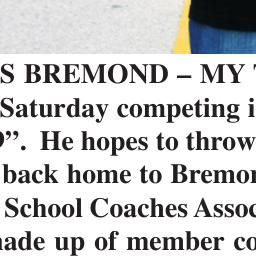 S BREMOND – MY
Saturday competing i
9”. He hopes to throw
back home to Bremon
School Coaches Assoc
made up of member co